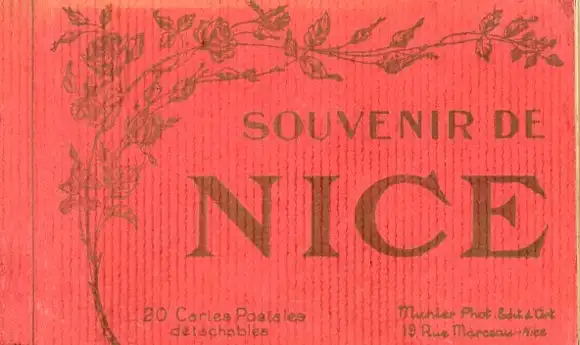 SOUVENIR DE
NICE
20 Cartes Postales
détachables
Munier Phot. Edit. d'Art
19 Rue Marceau - Nice